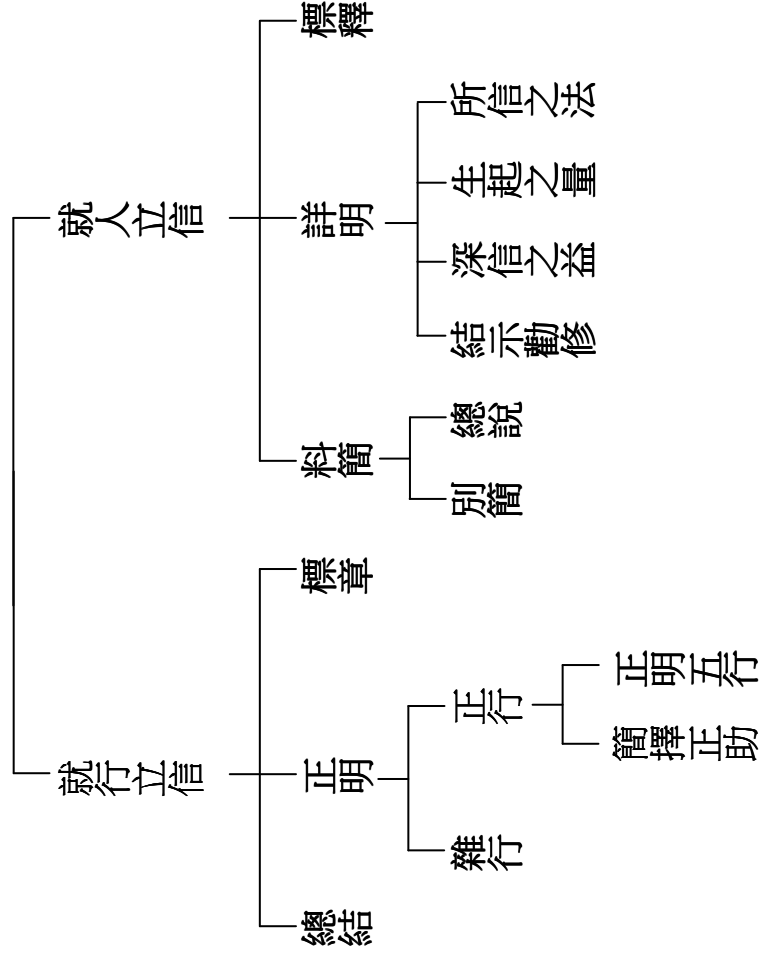 就人立信
標釋
詳明
所信之法
生起之量
深信之益
結示勸修
料簡
總說
別簡
就行立信
標章
正明
正行
正明五行
簡擇正助
雜行
總結